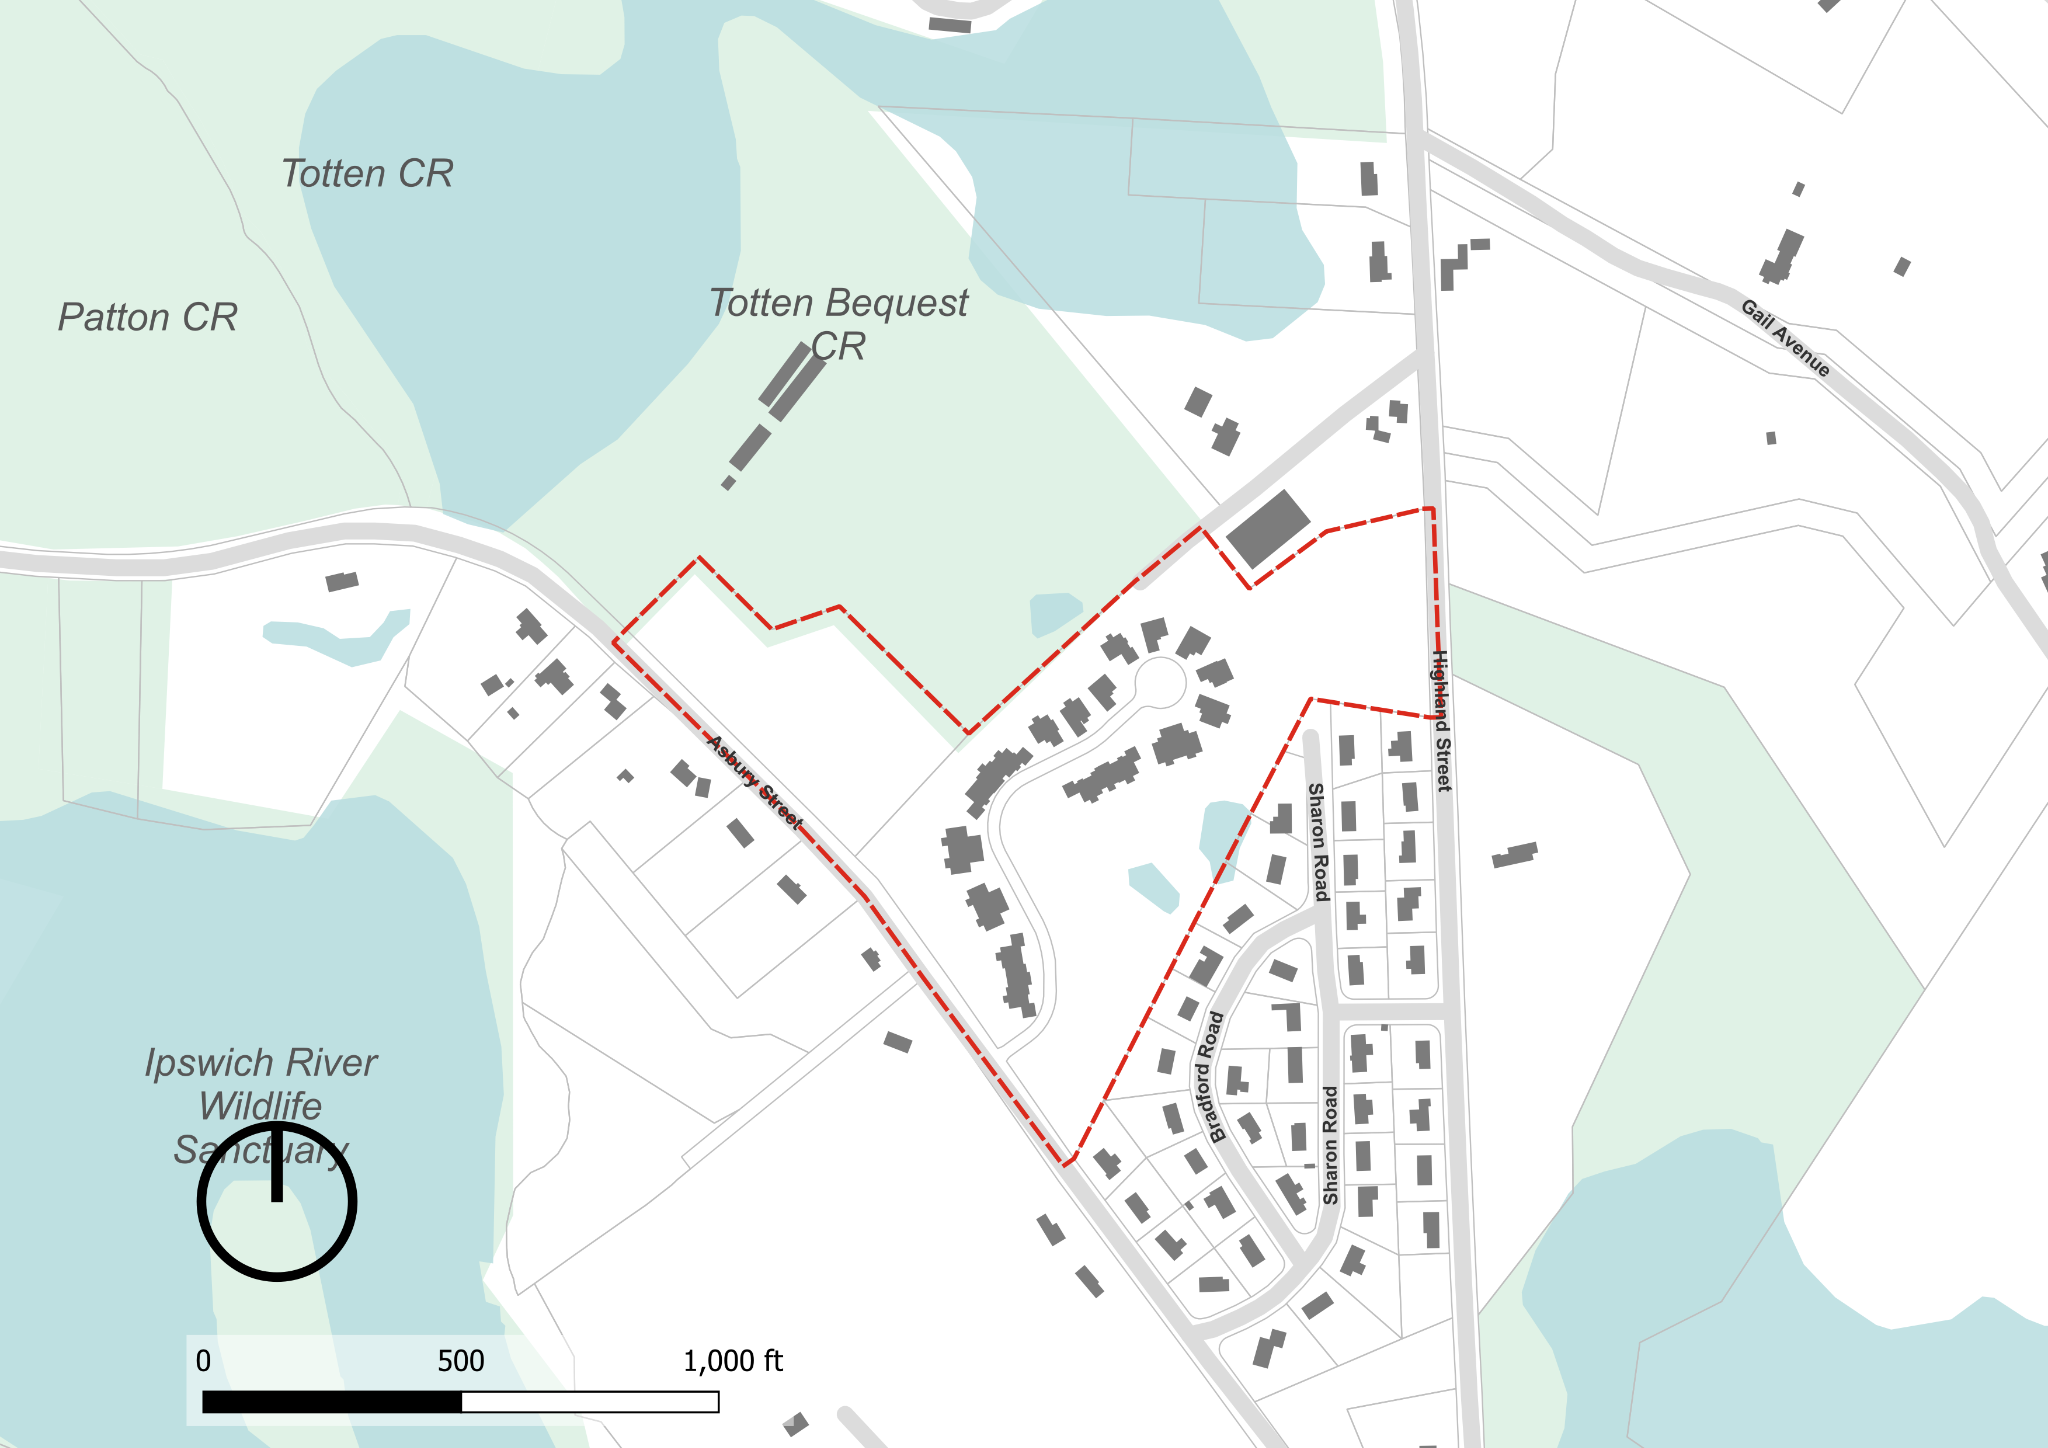 Totten CR
Patton CR
Totten Bequest
CR
Gail Avenue
Highland Street
Asbury Street
Sharon Road
Bradford Road
Sharon Road
Ipswich River
Wildlife
Sanctuary
0 500 1,000 ft